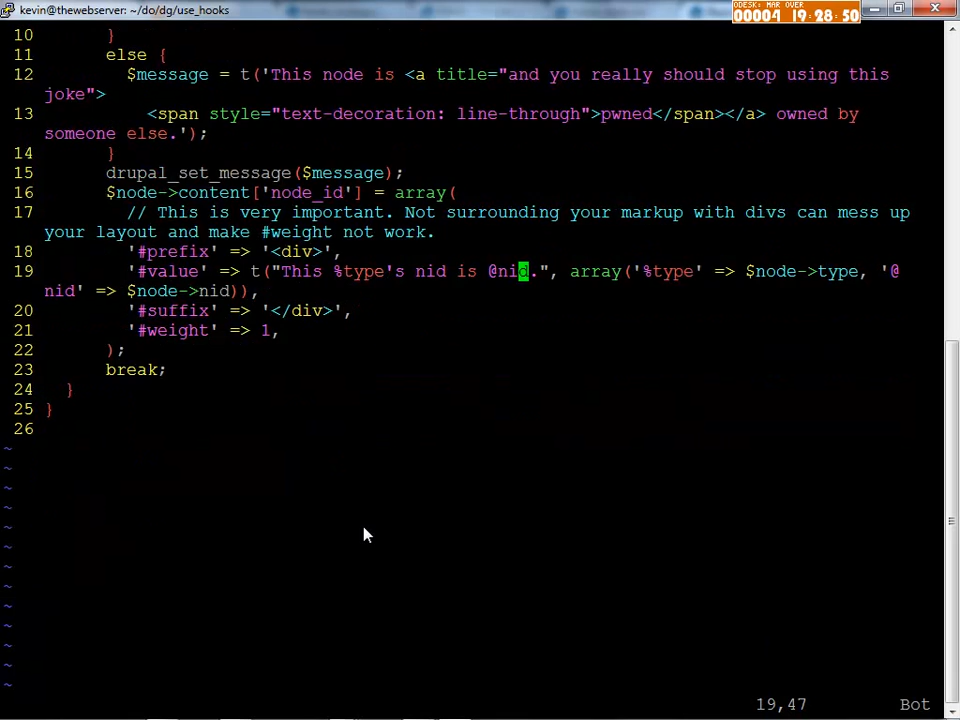 kevin@thewebserver: ~/do/dg/use_hooks
ODESK: MAR OVER
00004 19:28:50
10       }
11       else {
12         $message = t('This node is <a title="and you really should stop using this
joke">
13           <span style="text-decoration: line-through">pwned</span></a> owned by
someone else.');
14       }
15       drupal_set_message($message);
16       $node->content['node_id'] = array(
17         // This is very important. Not surrounding your markup with divs can mess up
your layout and make #weight not work.
18         '#prefix' => '<div>',
19         '#value' => t("This %type's nid is @nid.", array('%type' => $node->type, '@
nid' => $node->nid)),
20         '#suffix' => '</div>',
21         '#weight' => 1,
22       );
23       break;
24   }
25 }
26
~
~
~
~
~
~
~
~
~
~
~
~
~
19,47         Bot